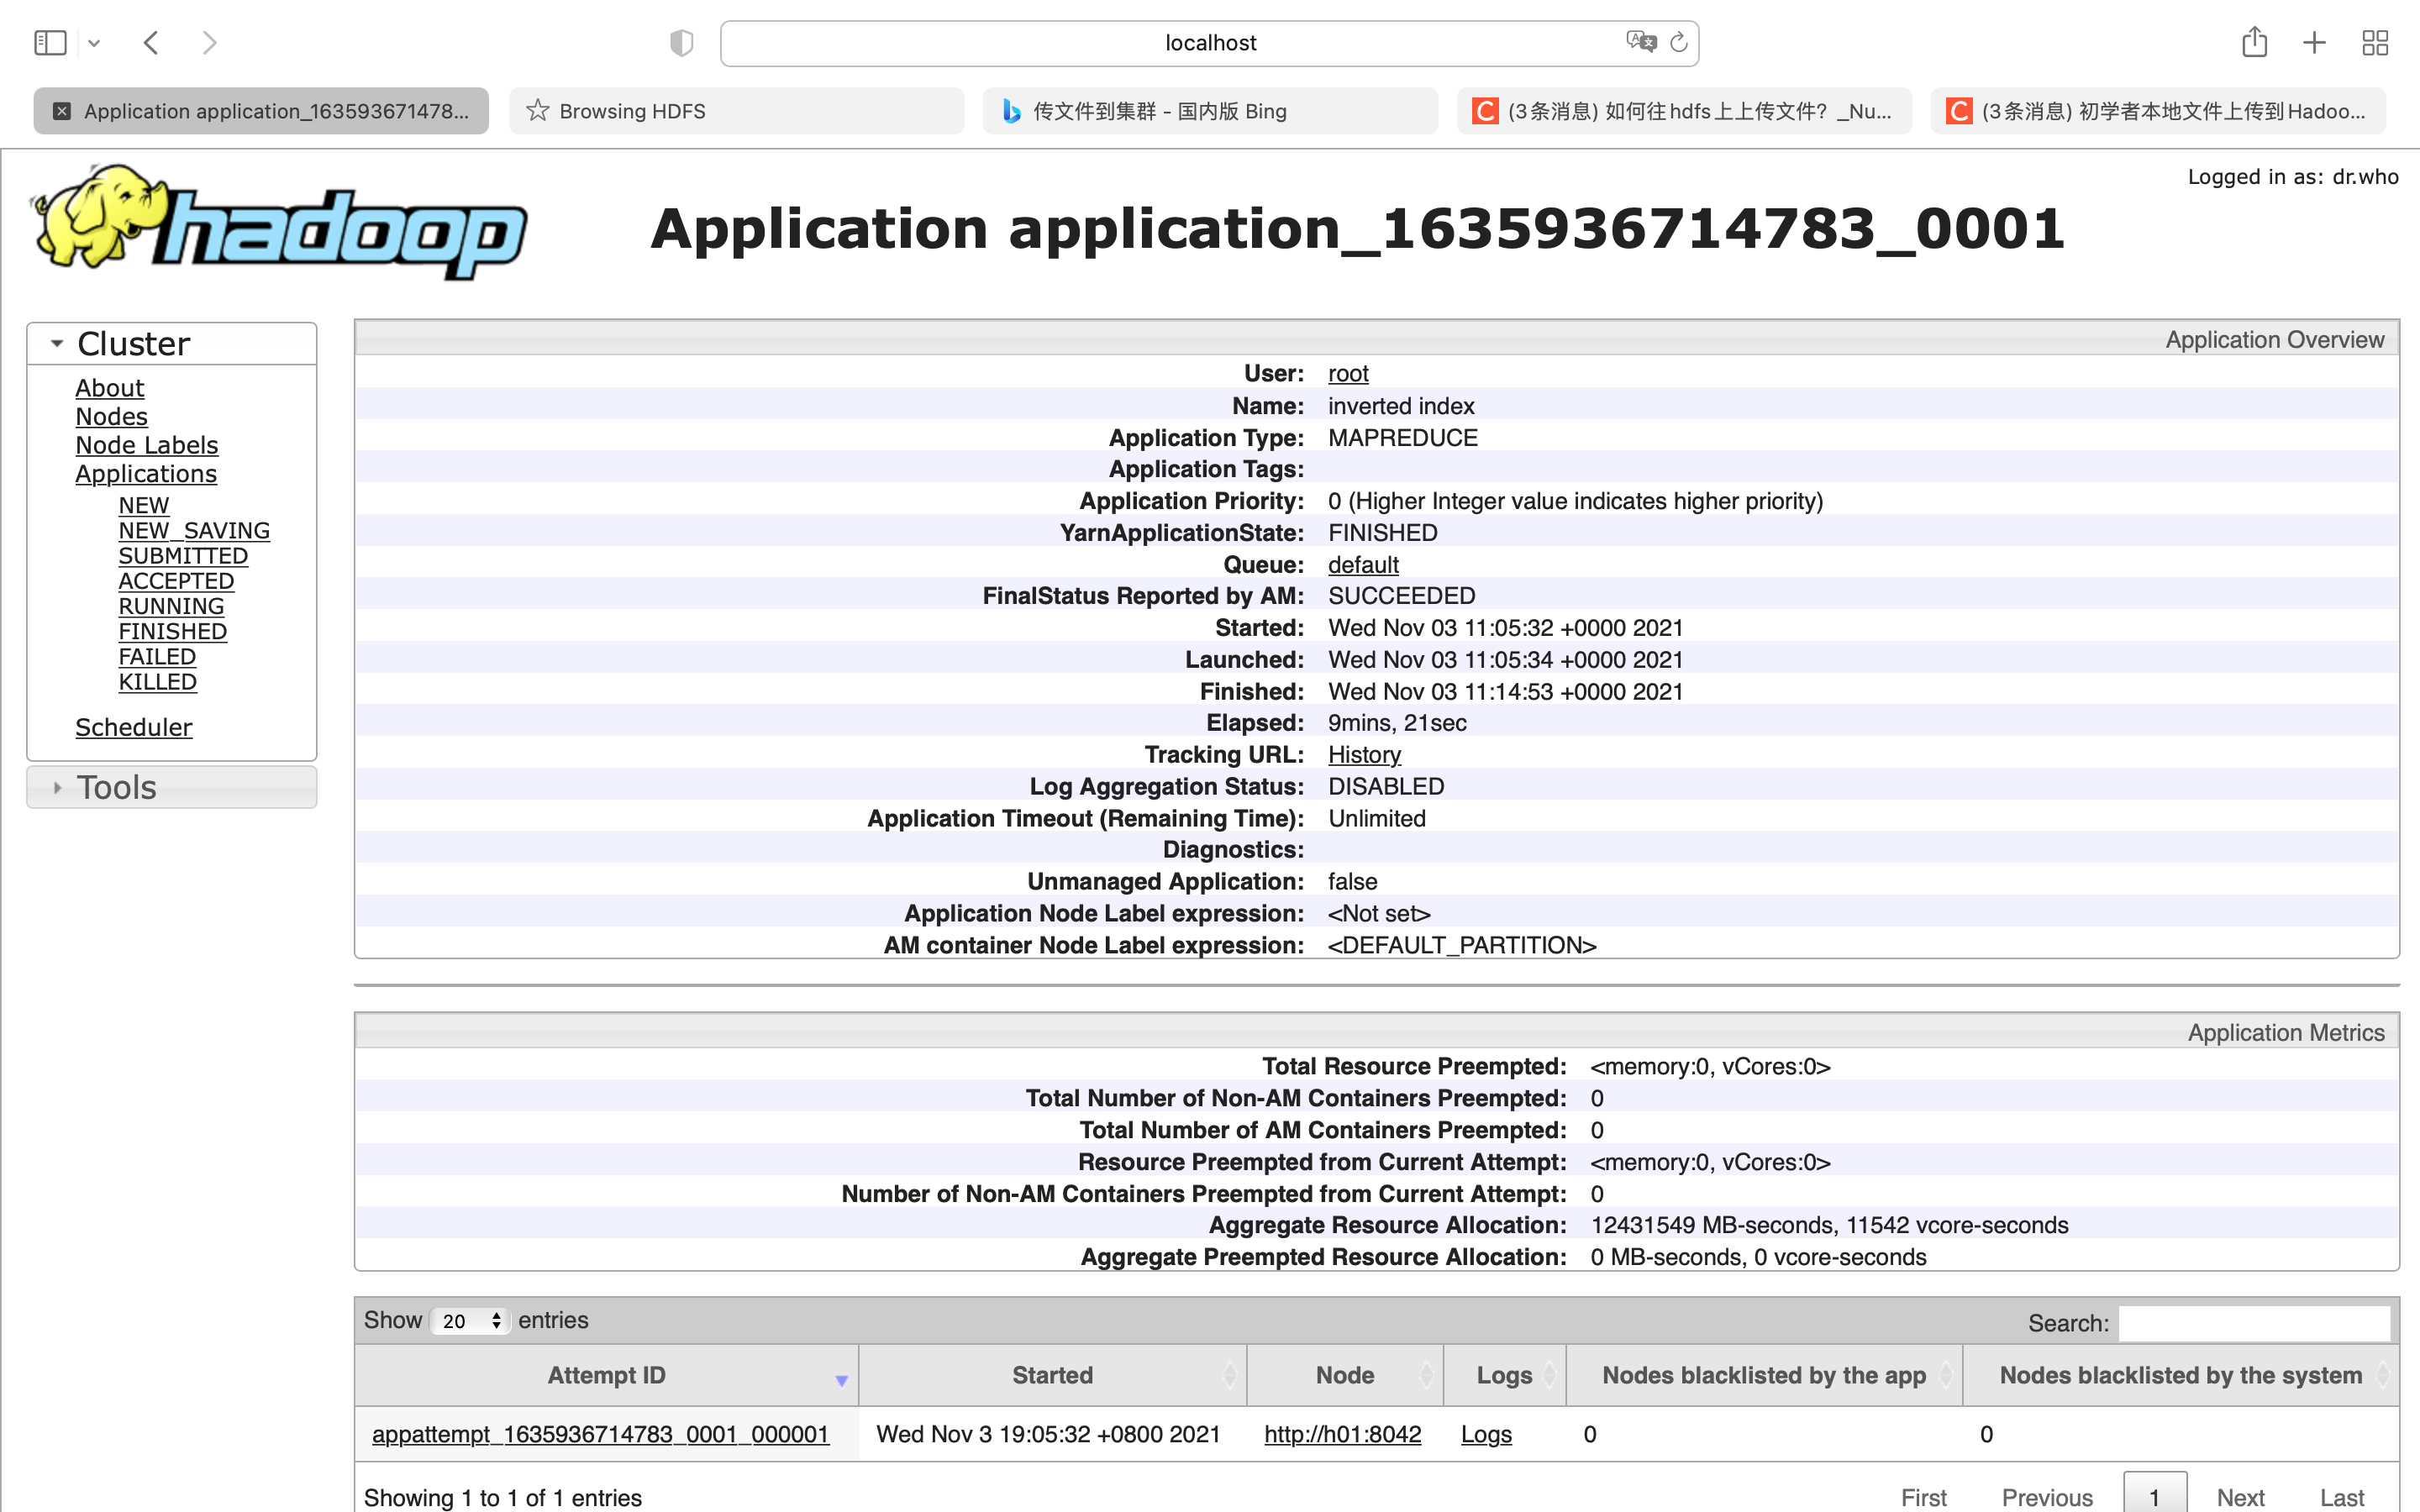 localhost
Application application_163593671478...
Browsing HDFS
传文件到集群 - 国内版 Bing
(3条消息) 如何往hdfs上上传文件？_Nu...
(3条消息) 初学者本地文件上传到Hadoo...
Logged in as: dr.who
hadoop
Application application_1635936714783_0001
Cluster
About
Nodes
Node Labels
Applications
NEW
NEW_SAVING
SUBMITTED
ACCEPTED
RUNNING
FINISHED
FAILED
KILLED
Scheduler
Tools
Application Overview
User: root
Name: inverted index
Application Type: MAPREDUCE
Application Tags:
Application Priority: 0 (Higher Integer value indicates higher priority)
YarnApplicationState: FINISHED
Queue: default
FinalStatus Reported by AM: SUCCEEDED
Started: Wed Nov 03 11:05:32 +0000 2021
Launched: Wed Nov 03 11:05:34 +0000 2021
Finished: Wed Nov 03 11:14:53 +0000 2021
Elapsed: 9mins, 21sec
Tracking URL: History
Log Aggregation Status: DISABLED
Application Timeout (Remaining Time): Unlimited
Diagnostics:
Unmanaged Application: false
Application Node Label expression: <Not set>
AM container Node Label expression: <DEFAULT_PARTITION>
Application Metrics
Total Resource Preempted: <memory:0, vCores:0>
Total Number of Non-AM Containers Preempted: 0
Total Number of AM Containers Preempted: 0
Resource Preempted from Current Attempt: <memory:0, vCores:0>
Number of Non-AM Containers Preempted from Current Attempt: 0
Aggregate Resource Allocation: 12431549 MB-seconds, 11542 vcore-seconds
Aggregate Preempted Resource Allocation: 0 MB-seconds, 0 vcore-seconds
Show 20 entries
Search:
Attempt ID Started Node Logs Nodes blacklisted by the app Nodes blacklisted by the system
appattempt_1635936714783_0001_000001 Wed Nov 3 19:05:32 +0800 2021 http://h01:8042 Logs 0 0
Showing 1 to 1 of 1 entries
First Previous 1 Next Last